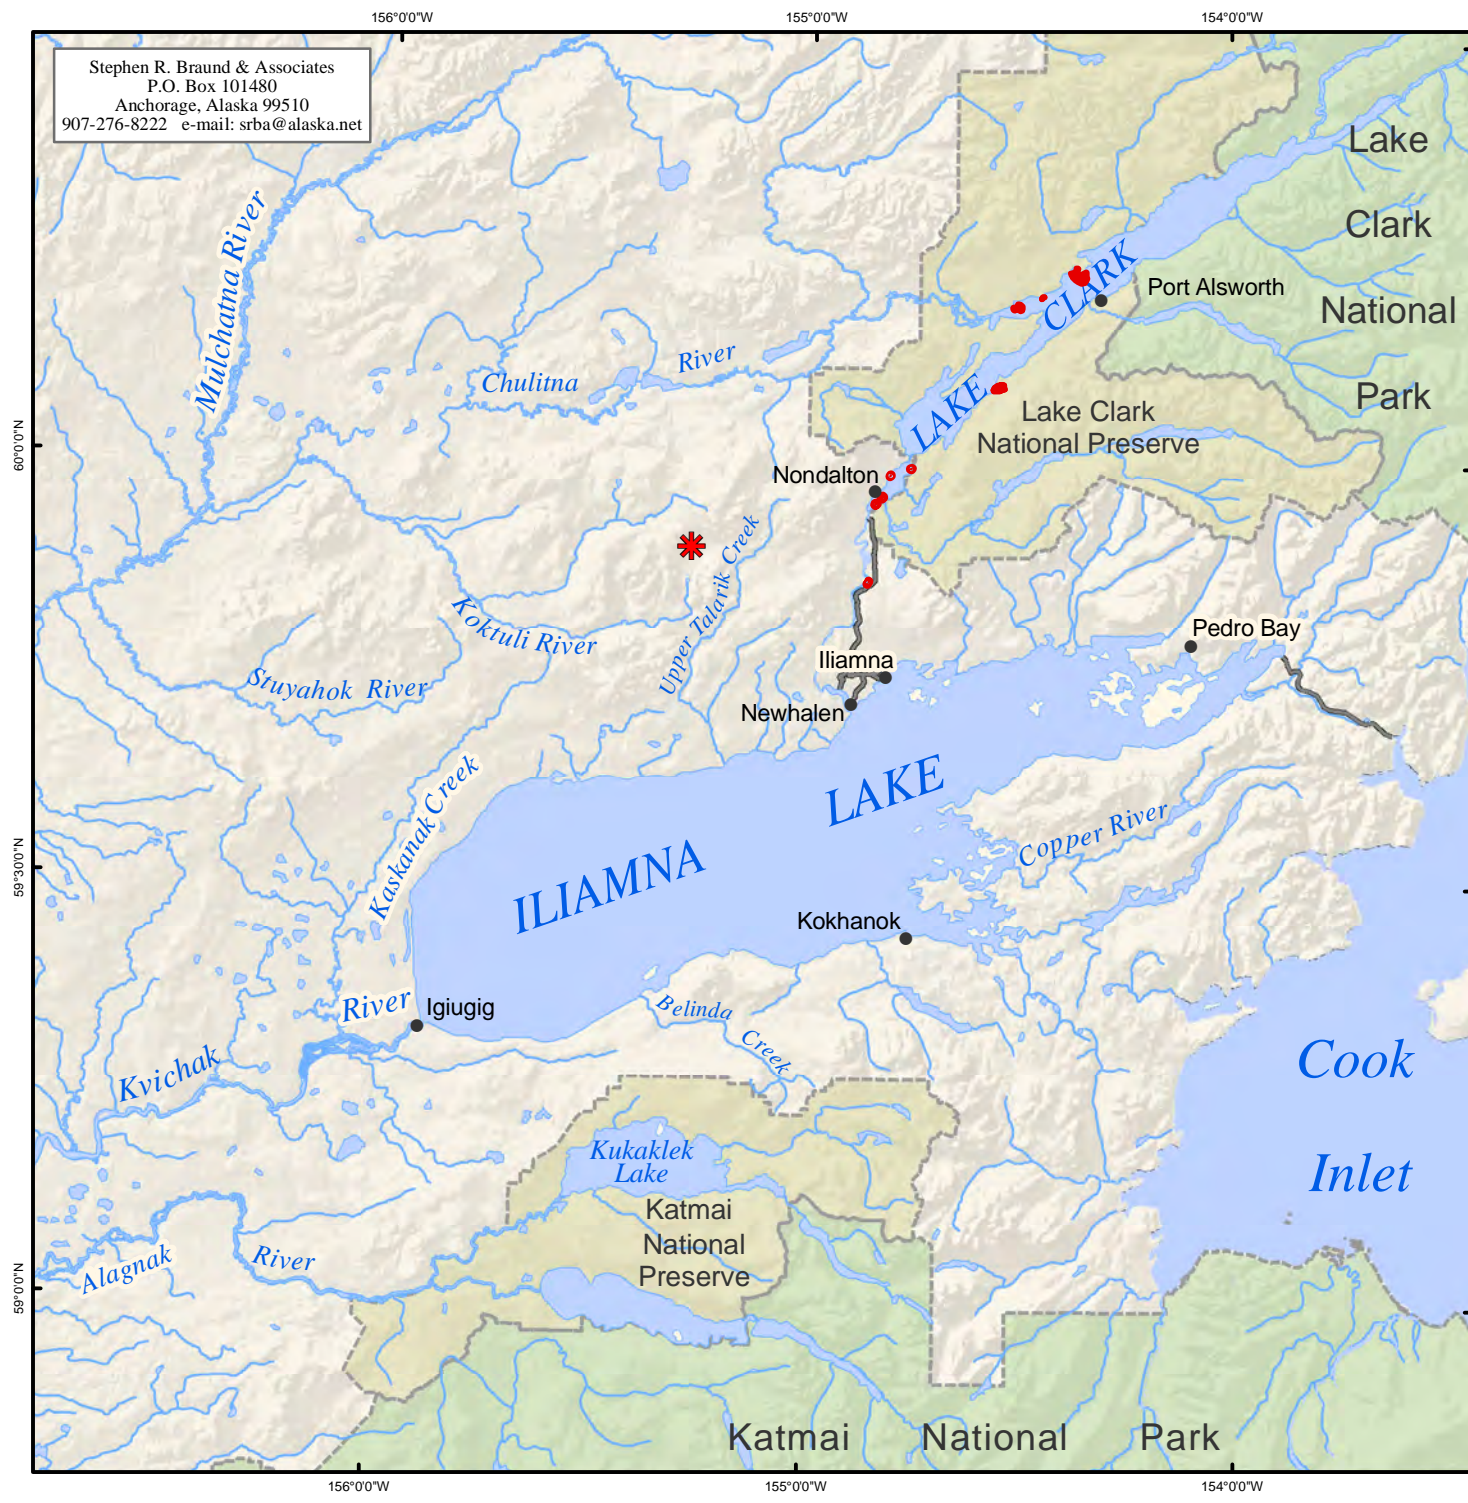 156°0'0"W
155°0'0"W
154°0'0"W
Stephen R. Braund & Associates
P.O. Box 101480
Anchorage, Alaska 99510
907-276-8222 e-mail: srba@alaska.net
Lake
Clark
National
Park
Mulchatna River
Port Alsworth
LAKE CLARK
Chulitna River
Lake Clark
National Preserve
60°0'0"N
Nondalton
Upper Talarik Creek
Koktuli River
Pedro Bay
Iliamna
Stuyahok River
Newhalen
Kaskanak Creek
ILIAMNA LAKE
Copper River
59°30'0"N
Kokhanok
Kvichak River
Igiugig
Belinda Creek
Cook
Inlet
Kukaklek
Lake
Katmai
National
Preserve
Alagnak River
59°0'0"N
Katmai National Park
156°0'0"W
155°0'0"W
154°0'0"W